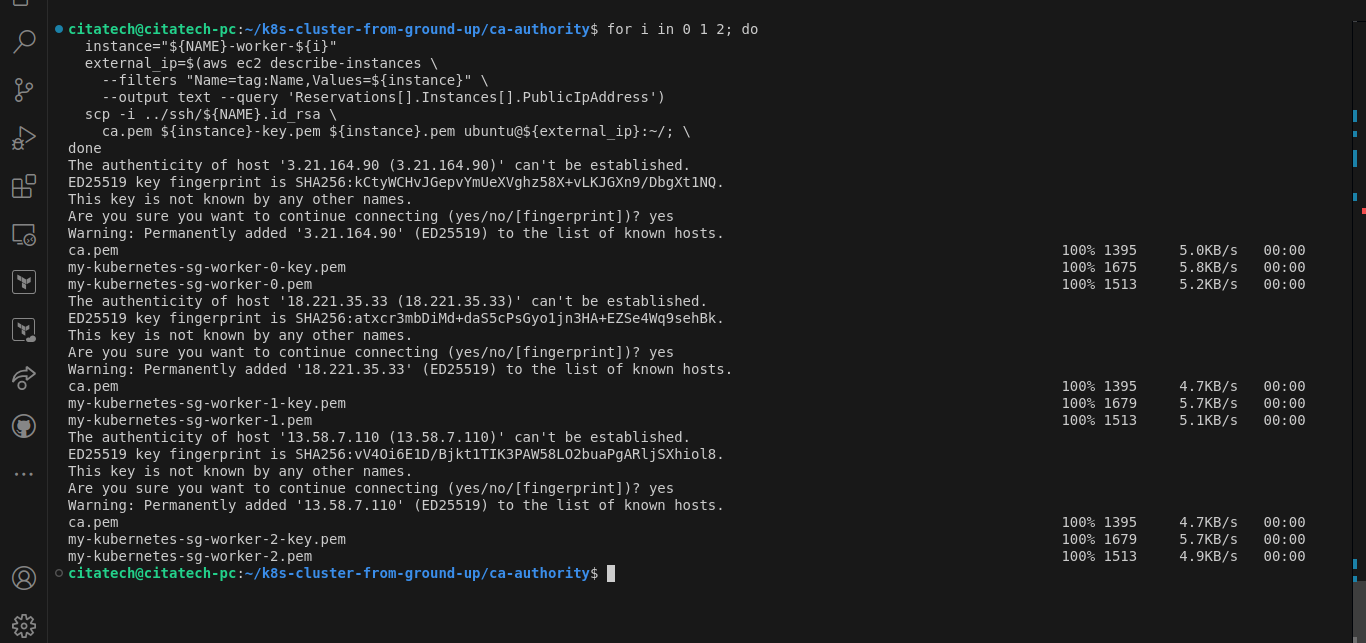 citatech@citatech-pc:~/k8s-cluster-from-ground-up/ca-authority$ for i in 0 1 2; do
  instance="${NAME}-worker-${i}"
  external_ip=$(aws ec2 describe-instances \
    --filters "Name=tag:Name,Values=${instance}" \
    --output text --query 'Reservations[].Instances[].PublicIpAddress')
  scp -i ../ssh/${NAME}.id_rsa \
    ca.pem ${instance}-key.pem ${instance}.pem ubuntu@${external_ip}:~/; \
done
The authenticity of host '3.21.164.90 (3.21.164.90)' can't be established.
ED25519 key fingerprint is SHA256:kCtyWCHvJGepvYmUeXVghz58X+vLKJGXn9/DbgXt1NQ.
This key is not known by any other names.
Are you sure you want to continue connecting (yes/no/[fingerprint])? yes
Warning: Permanently added '3.21.164.90' (ED25519) to the list of known hosts.
ca.pem 100% 1395 5.0KB/s 00:00
my-kubernetes-sg-worker-0-key.pem 100% 1675 5.8KB/s 00:00
my-kubernetes-sg-worker-0.pem 100% 1513 5.2KB/s 00:00
The authenticity of host '18.221.35.33 (18.221.35.33)' can't be established.
ED25519 key fingerprint is SHA256:atxcr3mbDiMd+daS5cPsGyo1jn3HA+EZSe4Wq9sehBk.
This key is not known by any other names.
Are you sure you want to continue connecting (yes/no/[fingerprint])? yes
Warning: Permanently added '18.221.35.33' (ED25519) to the list of known hosts.
ca.pem 100% 1395 4.7KB/s 00:00
my-kubernetes-sg-worker-1-key.pem 100% 1679 5.7KB/s 00:00
my-kubernetes-sg-worker-1.pem 100% 1513 5.1KB/s 00:00
The authenticity of host '13.58.7.110 (13.58.7.110)' can't be established.
ED25519 key fingerprint is SHA256:vV4Oi6E1D/Bjkt1TIK3PAW58LO2buaPgARljSXhiol8.
This key is not known by any other names.
Are you sure you want to continue connecting (yes/no/[fingerprint])? yes
Warning: Permanently added '13.58.7.110' (ED25519) to the list of known hosts.
ca.pem 100% 1395 4.7KB/s 00:00
my-kubernetes-sg-worker-2-key.pem 100% 1679 5.7KB/s 00:00
my-kubernetes-sg-worker-2.pem 100% 1513 4.9KB/s 00:00
citatech@citatech-pc:~/k8s-cluster-from-ground-up/ca-authority$